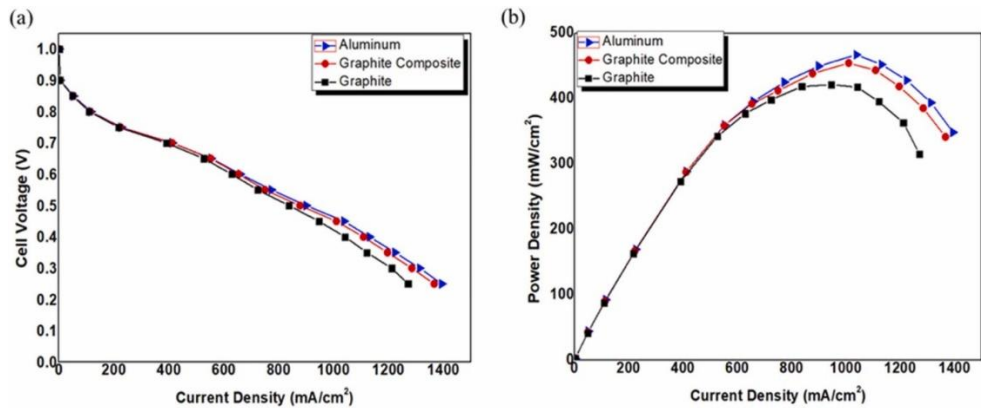 (a)
Aluminum
Graphite Composite
Graphite
1.0
0.9
0.8
0.7
0.6
0.5
0.4
0.3
0.2
0.1
0.0
Cell Voltage (V)
0 200 400 600 800 1000 1200 1400
Current Density (mA/cm²)
(b)
Aluminum
Graphite Composite
Graphite
500
400
300
200
100
0
Power Density (mW/cm²)
0 200 400 600 800 1000 1200 1400
Current Density (mA/cm²)